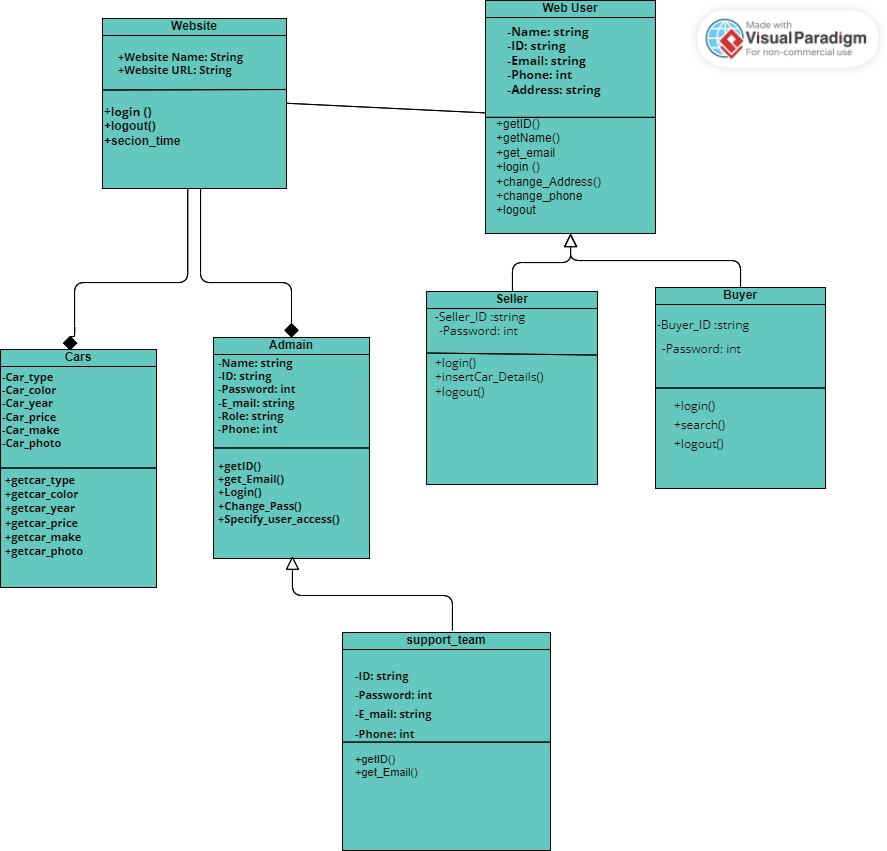 Website
+Website Name: String
+Website URL: String
+login ()
+logout()
+secion_time
Web User
-Name: string
-ID: string
-Email: string
-Phone: int
-Address: string
+getID()
+getName()
+get_email
+login ()
+change_Address()
+change_phone
+logout
Made with
VisualParadigm
For non-commercial use
Cars
-Car_type
-Car_color
-Car_year
-Car_price
-Car_make
-Car_photo
+getcar_type
+getcar_color
+getcar_year
+getcar_price
+getcar_make
+getcar_photo
Admain
-Name: string
-ID: string
-Password: int
-E_mail: string
-Role: string
-Phone: int
+getID()
+get_Email()
+Login()
+Change_Pass()
+Specify_user_access()
Seller
-Seller_ID :string
-Password: int
+login()
+insertCar_Details()
+logout()
Buyer
-Buyer_ID :string
-Password: int
+login()
+search()
+logout()
support_team
-ID: string
-Password: int
-E_mail: string
-Phone: int
+getID()
+get_Email()